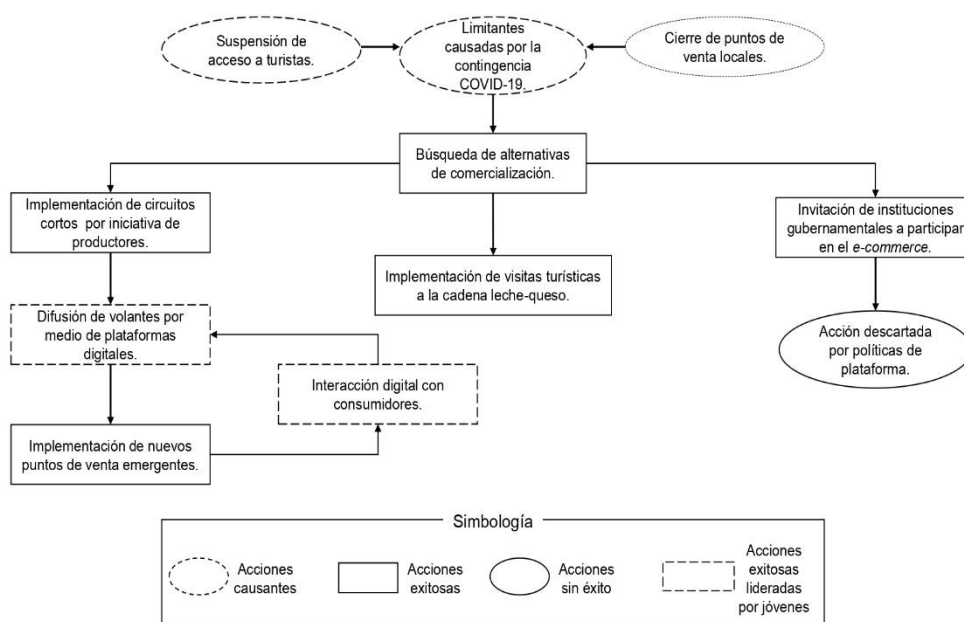 Suspensión de
acceso a turistas.
Limitantes
causadas por la
contingencia
COVID-19.
Cierre de puntos de
venta locales.
Búsqueda de alternativas
de comercialización.
Implementación de circuitos
cortos por iniciativa de
productores.
Invitación de instituciones
gubernamentales a participar
en el e-commerce.
Implementación de visitas turísticas
a la cadena leche-queso.
Difusión de volantes por
medio de plataformas
digitales.
Acción descartada
por políticas de
plataforma.
Interacción digital con
consumidores.
Implementación de nuevos
puntos de venta emergentes.
Simbología
Acciones
causantes
Acciones
exitosas
Acciones
sin éxito
Acciones
exitosas
lideradas
por jóvenes